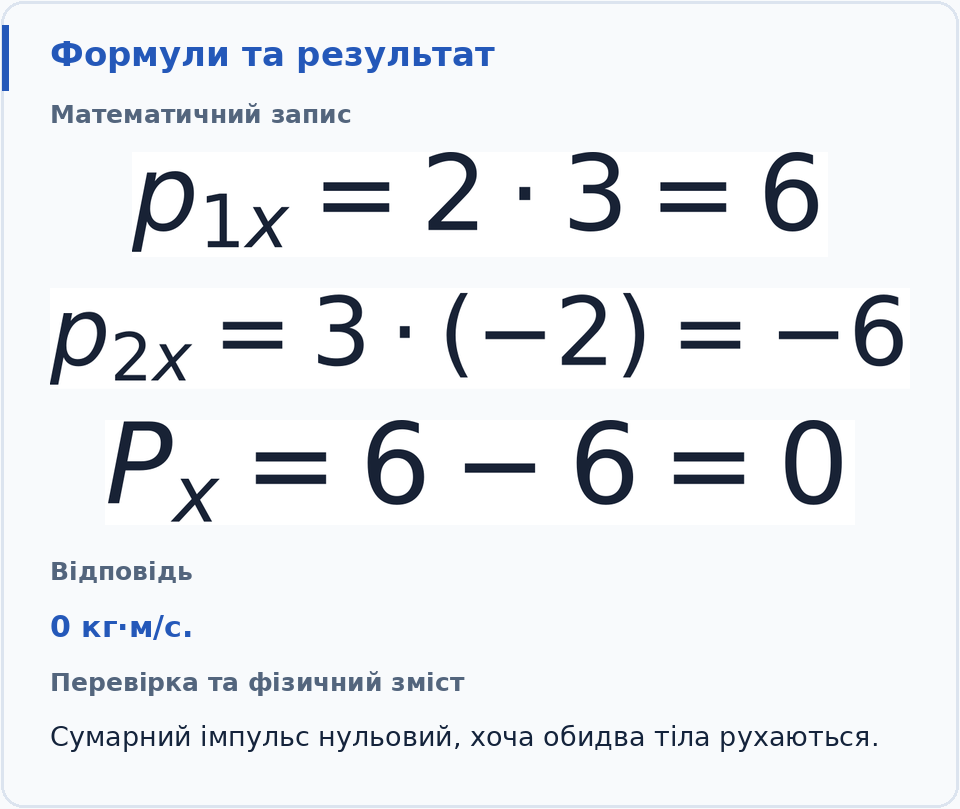 Формули та результат
Математичний запис
p₁ₓ = 2 · 3 = 6
p₂ₓ = 3 · (−2) = −6
Pₓ = 6 − 6 = 0
Відповідь
0 кг·м/с.
Перевірка та фізичний зміст
Сумарний імпульс нульовий, хоча обидва тіла рухаються.